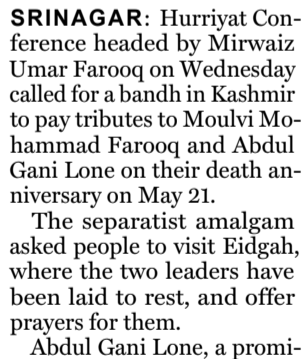 SRINAGAR: Hurriyat Con-
ference headed by Mirwaiz
Umar Farooq on Wednesday
called for a bandh in Kashmir
to pay tributes to Moulvi Mo-
hammad Farooq and Abdul
Gani Lone on their death an-
niversary on May 21.
The separatist amalgam
asked people to visit Eidgah,
where the two leaders have
been laid to rest, and offer
prayers for them.
Abdul Gani Lone, a promi-